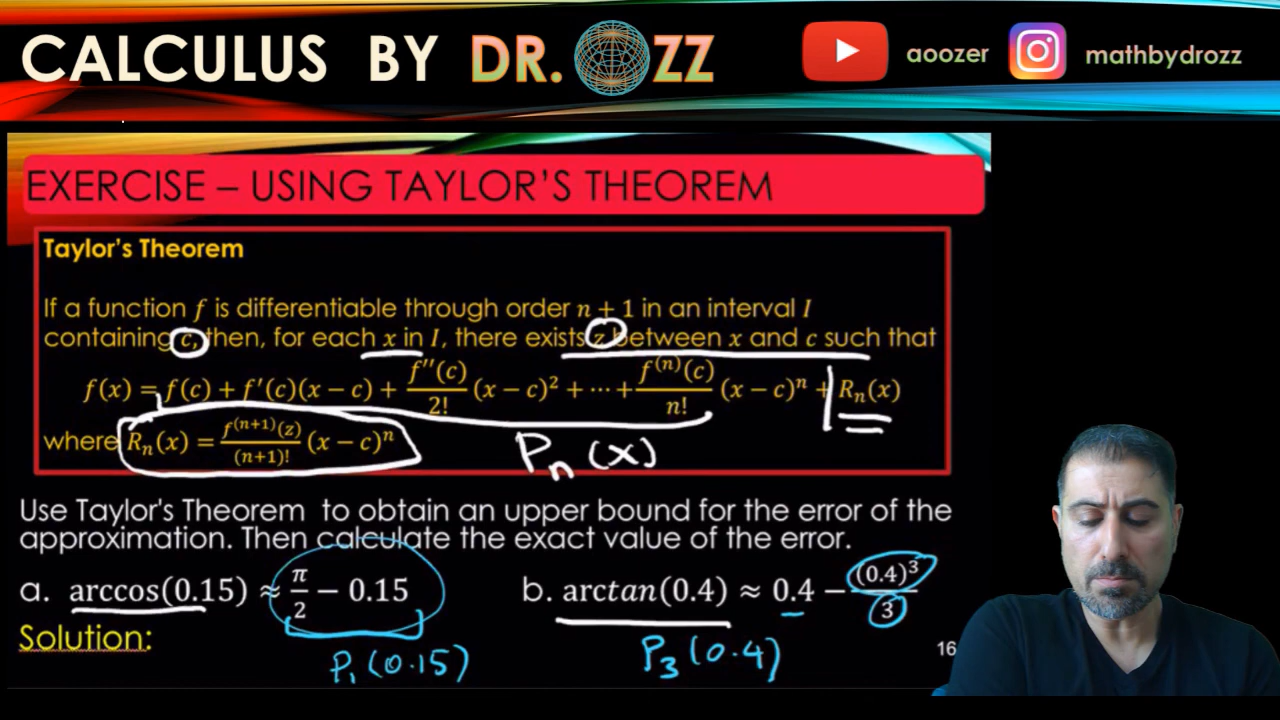 CALCULUS BY DR. OZZ
aoozer
mathbydrozz
EXERCISE – USING TAYLOR'S THEOREM
Taylor's Theorem
If a function f is differentiable through order n + 1 in an interval I
containing c, then, for each x in I, there exists z between x and c such that
f(x) = f(c) + f′(c)(x − c) + f′′(c)/2! (x − c)² + ⋯ + f⁽ⁿ⁾(c)/n! (x − c)ⁿ + Rₙ(x)
where Rₙ(x) = f⁽ⁿ⁺¹⁾(z)/(n+1)! (x − c)ⁿ
Pₙ(x)
Use Taylor's Theorem to obtain an upper bound for the error of the
approximation. Then calculate the exact value of the error.
a. arccos(0.15) ≈ π/2 − 0.15
b. arctan(0.4) ≈ 0.4 − (0.4)³/3
Solution:
P₁(0.15)
P₃(0.4)
16